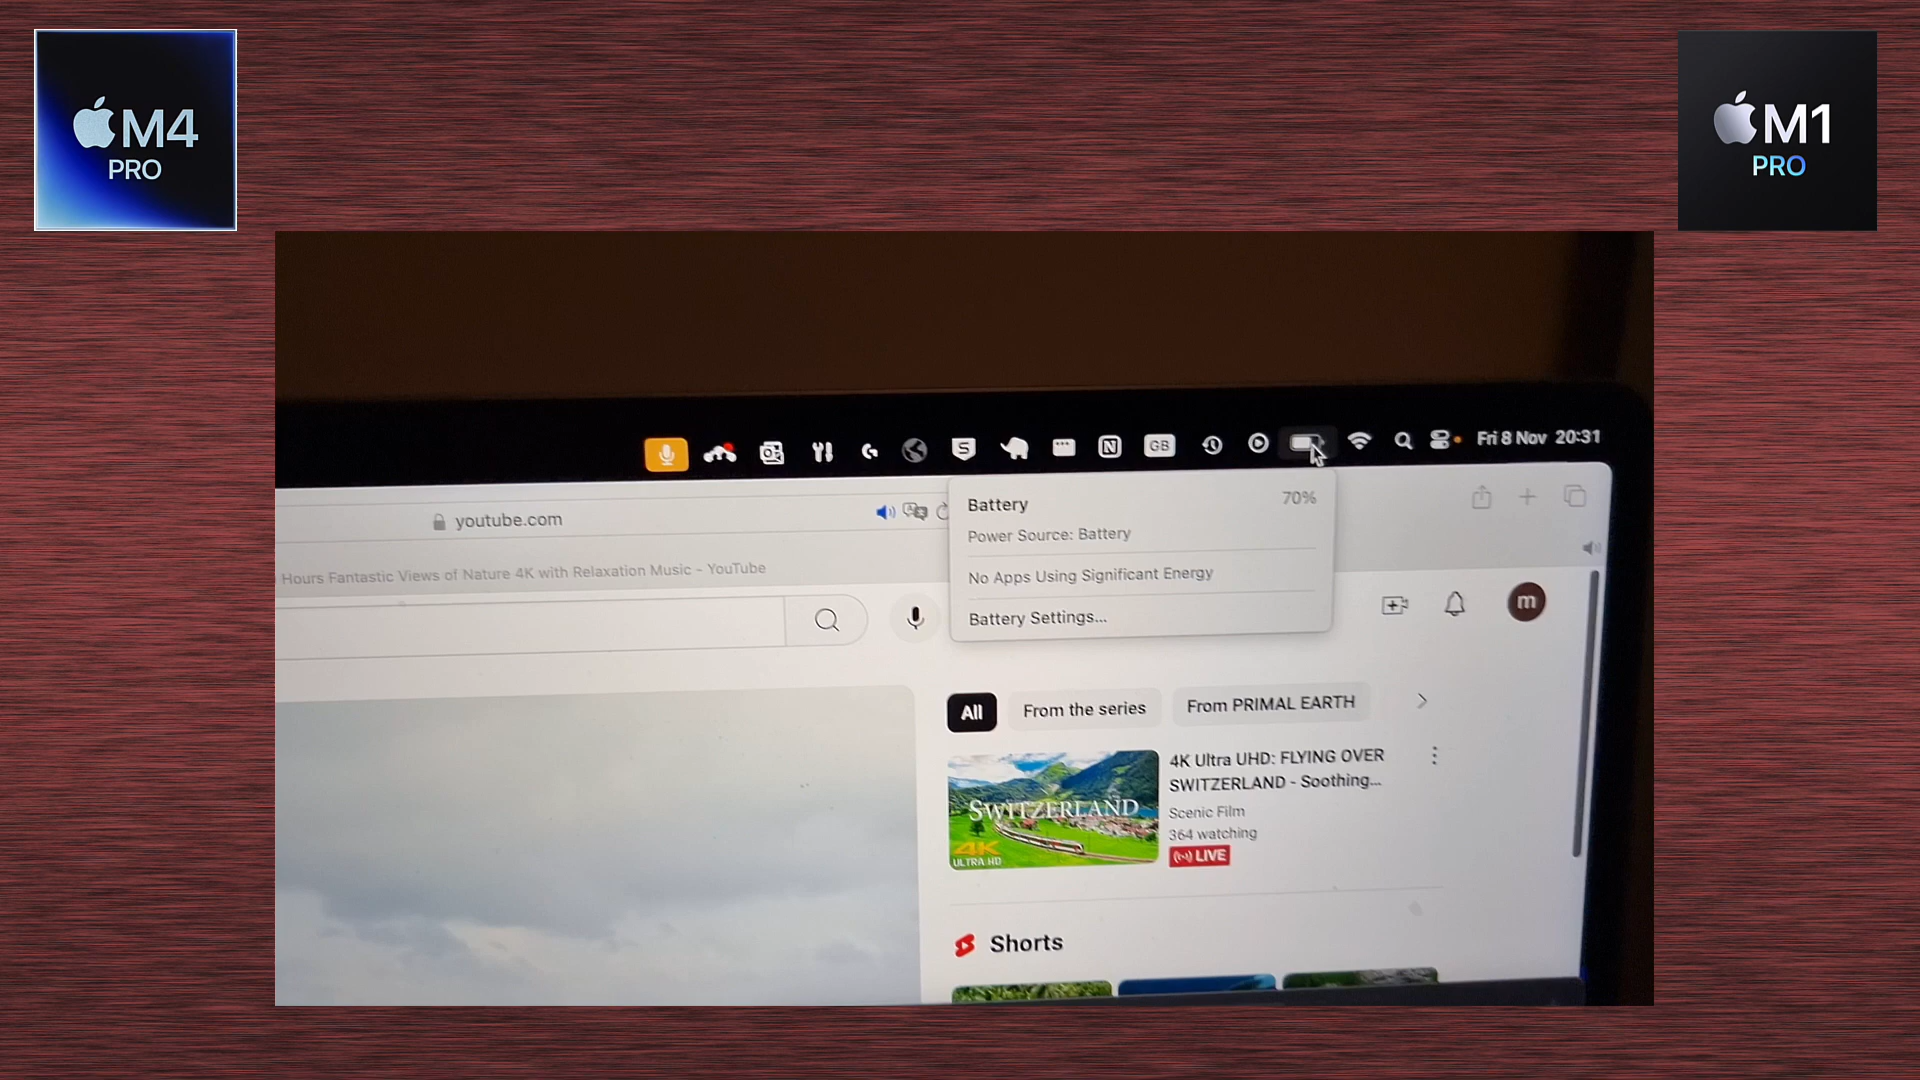 M4
PRO
M1
PRO
GB
Fri 8 Nov 20:31
youtube.com
Battery 70%
Power Source: Battery
No Apps Using Significant Energy
Battery Settings...
Hours Fantastic Views of Nature 4K with Relaxation Music - YouTube
m
All
From the series
From PRIMAL EARTH
SWITZERLAND
4K
ULTRA HD
4K Ultra UHD: FLYING OVER
SWITZERLAND - Soothing...
Scenic Film
364 watching
LIVE
Shorts